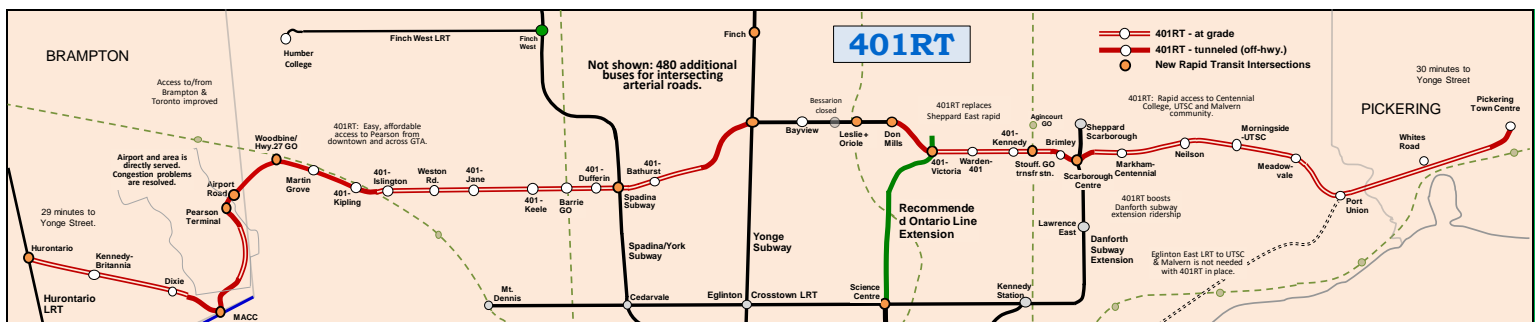 BRAMPTON
Access to/from
Brampton &
Toronto improved
Humber
College
Finch West LRT
Finch
West
Finch
Not shown: 480 additional
buses for intersecting
arterial roads.
401RT
401RT - at grade
401RT - tunneled (off-hwy.)
New Rapid Transit Intersections
30 minutes to
Yonge Street
PICKERING
Pickering
Town Centre
Whites
Road
Airport and area is
directly served.
Congestion problems
are resolved.
Woodbine/
Hwy.27 GO
401RT: Easy, affordable
access to Pearson from
downtown and across GTA.
Airport
Road
Pearson
Terminal
Martin
Grove
401-
Kipling
401-
Islington
Weston
Rd.
401-
Jane
401-
Keele
Barrie
GO
401-
Dufferin
Spadina
Subway
401-
Bathurst
Bayview
Bessarion
closed
Leslie+
Oriole
Don
Mills
401RT replaces
Sheppard East rapid
401-
Victoria
Warden-
401
401-
Kennedy
Agincourt
GO
Stouff. GO
trnsfr stn.
Brimley
Sheppard
Scarborough
Scarborough
Centre
401RT: Rapid access to Centennial
College, UTSC and Malvern
community.
Markham-
Centennial
Neilson
Morningside
-UTSC
Meadow-
vale
Port
Union
29 minutes to
Yonge Street.
Hurontario
Kennedy-
Britannia
Dixie
Hurontario
LRT
MACC
Spadina/York
Subway
Yonge
Subway
Recommende
d Ontario Line
Extension
401RT boosts
Danforth subway
extension ridership
Lawrence
East
Danforth
Subway
Extension
Eglinton East LRT to UTSC
& Malvern is not needed
with 401RT in place.
Mt.
Dennis
Cedarvale
Eglinton
Crosstown LRT
Science
Centre
Kennedy
Station